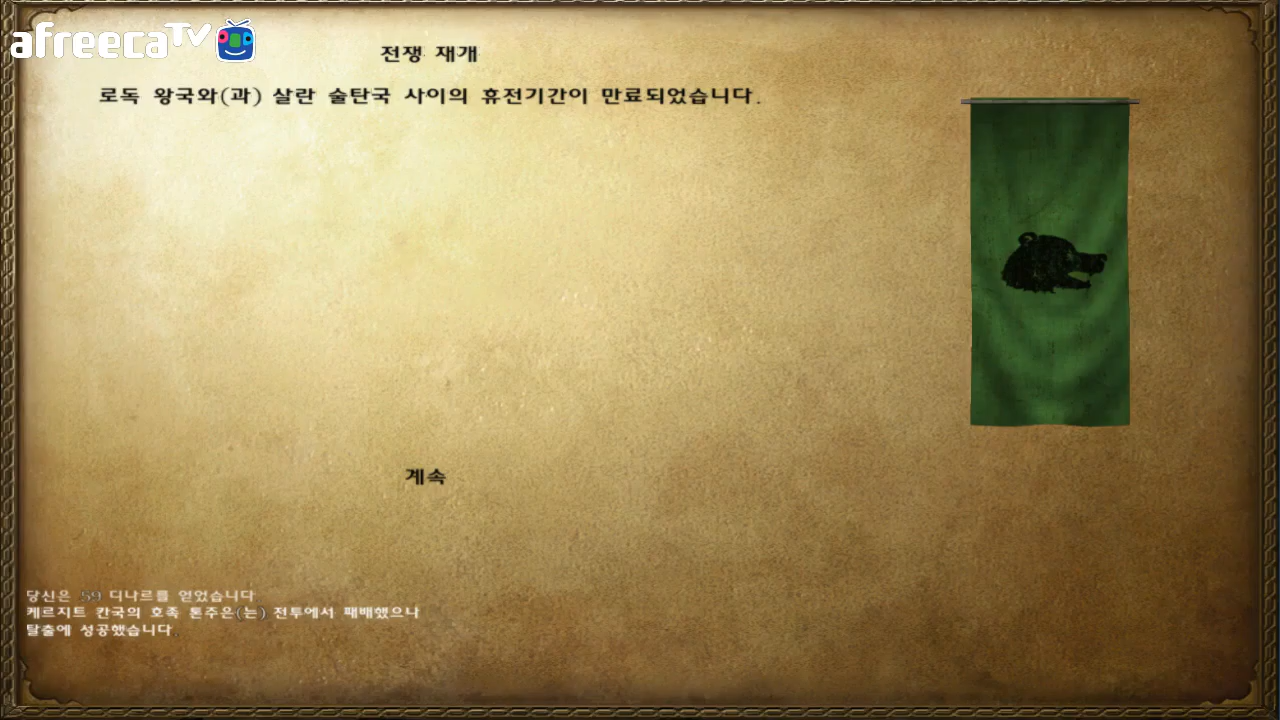 afreecaTV
전쟁 재개
로독 왕국와(과) 살란 술탄국 사이의 휴전기간이 만료되었습니다.
계속
당신은 59 디나르를 얻었습니다
케르지트 칸국의 호족 톤주은(는) 전투에서 패배했으나
탈출에 성공했습니다.